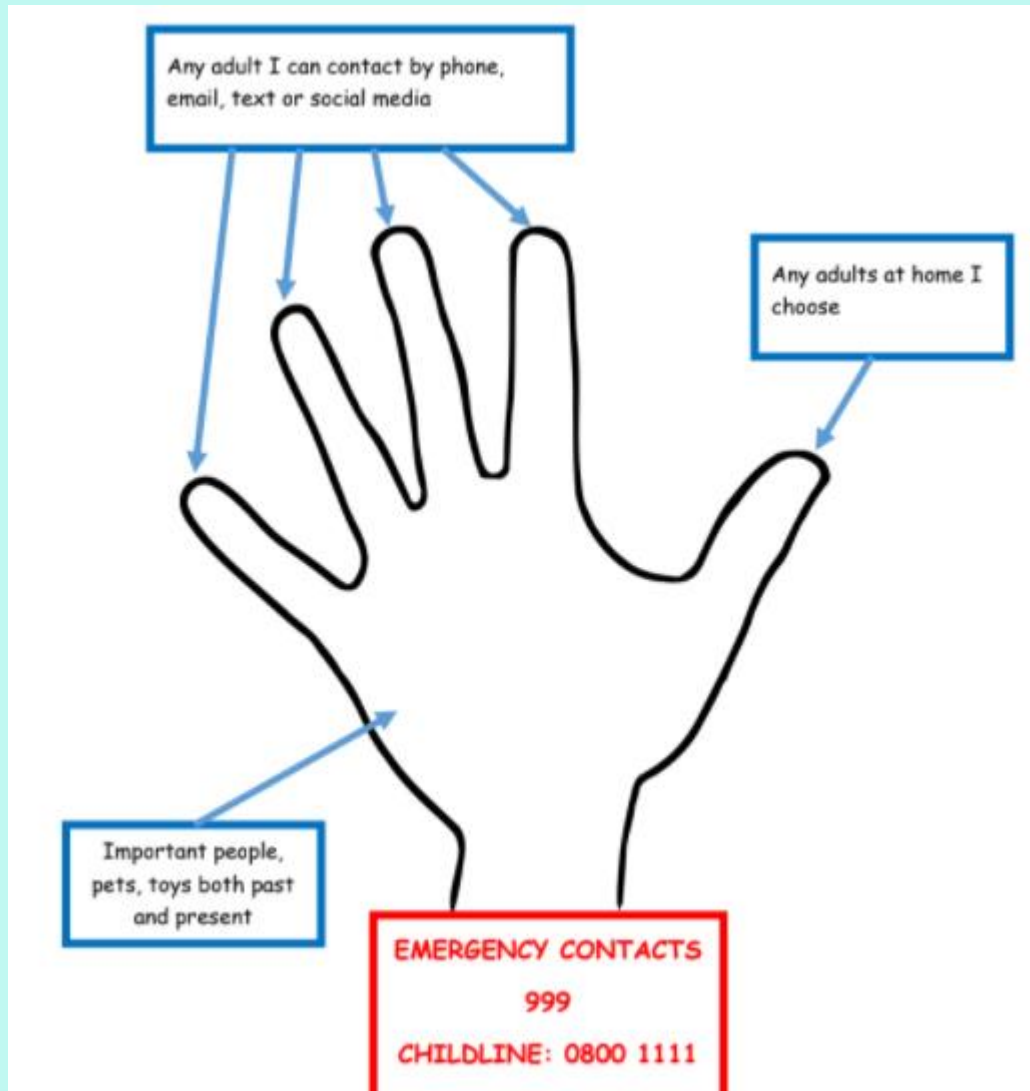 Any adult I can contact by phone,
email, text or social media
Any adults at home I
choose
Important people,
pets, toys both past
and present
EMERGENCY CONTACTS
999
CHILDLINE: 0800 1111